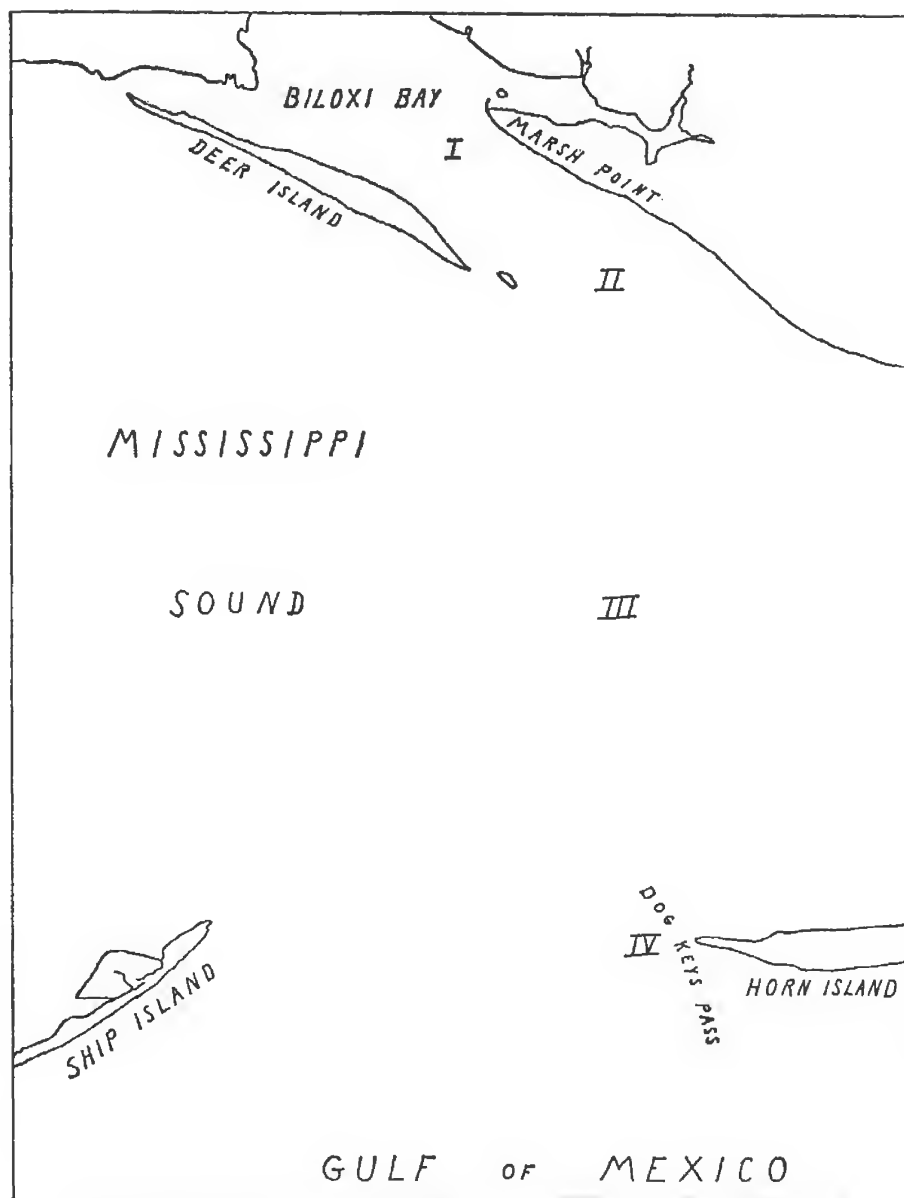 BILOXI BAY
I
MARSH POINT
DEER ISLAND
II
MISSISSIPPI
SOUND
III
DOG KEYS PASS
IV
HORN ISLAND
SHIP ISLAND
GULF OF MEXICO